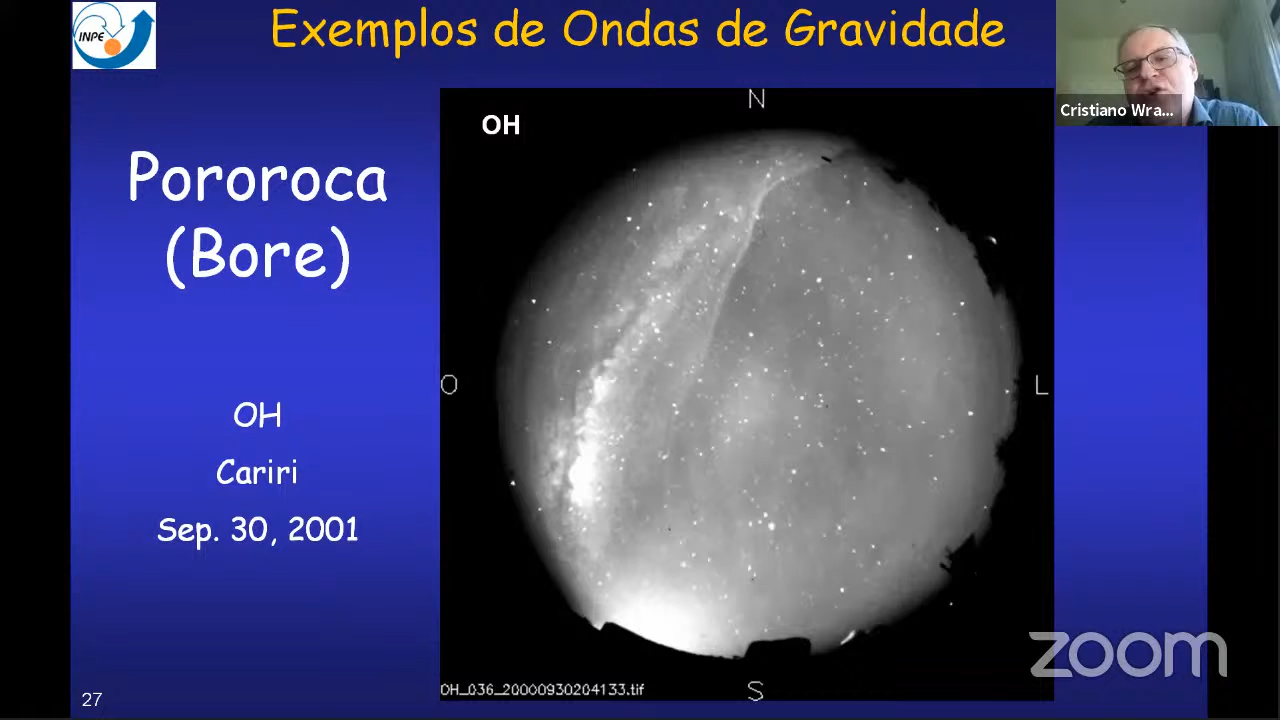 INPE
Exemplos de Ondas de Gravidade
Cristiano Wra...
N
OH
Pororoca
(Bore)
O
L
OH
Cariri
Sep. 30, 2001
zoom
OH_036_20000930204133.tif
S
27